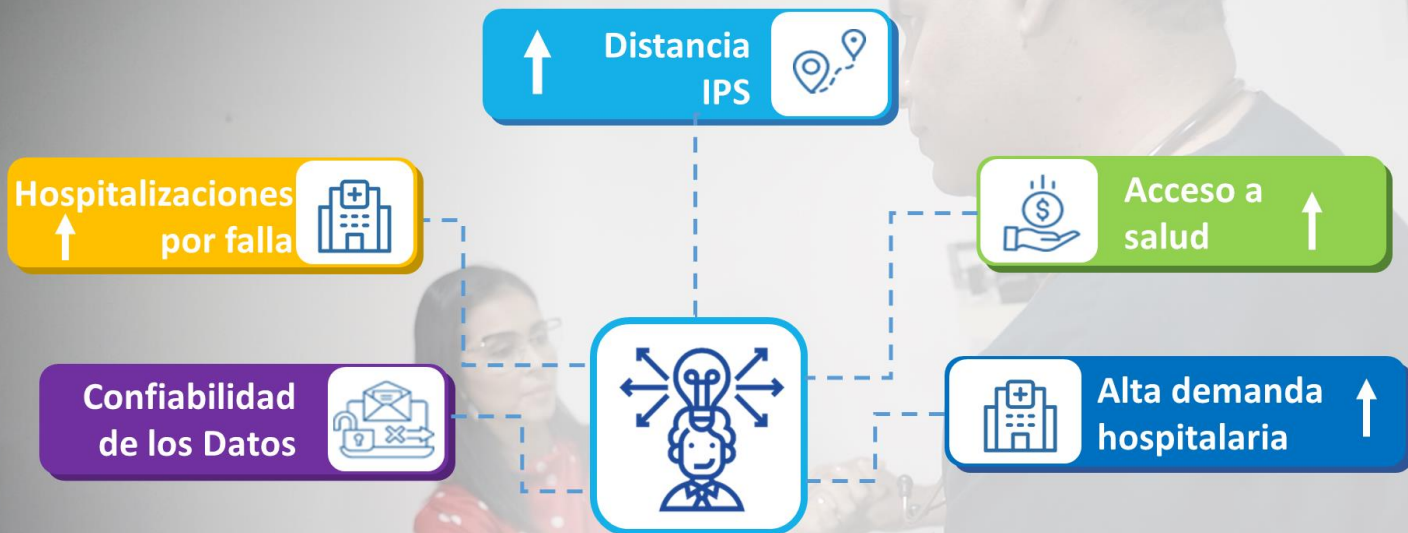 Distancia
IPS
Hospitalizaciones
por falla
Acceso a
salud
Confiabilidad
de los Datos
Alta demanda
hospitalaria